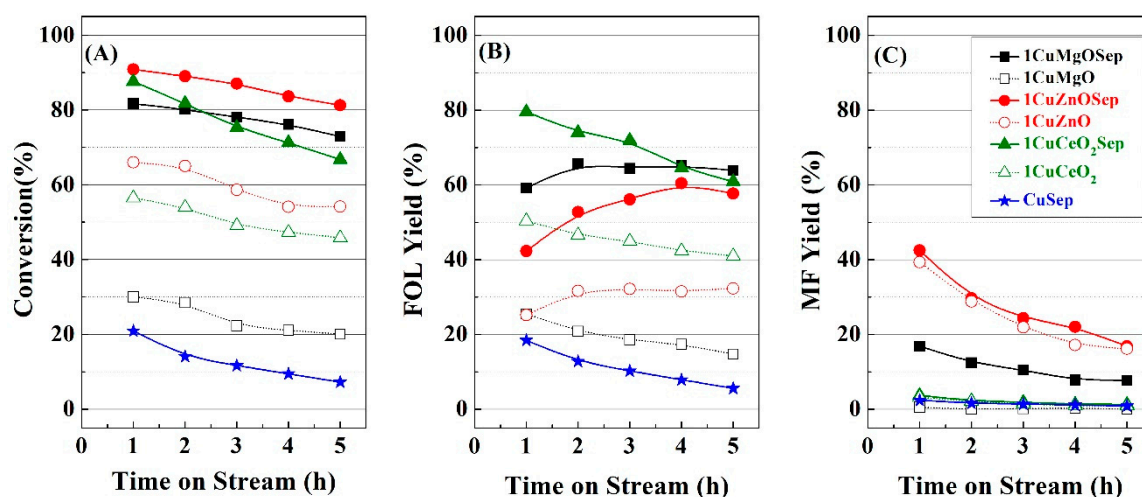 (A)
Conversion(%)
100
80
60
40
20
0
0 1 2 3 4 5
Time on Stream (h)
(B)
FOL Yield (%)
100
80
60
40
20
0
0 1 2 3 4 5
Time on Stream (h)
(C)
MF Yield (%)
100
80
60
40
20
0
0 1 2 3 4 5
Time on Stream (h)
1CuMgOSep
1CuMgO
1CuZnOSep
1CuZnO
1CuCeO₂Sep
1CuCeO₂
CuSep